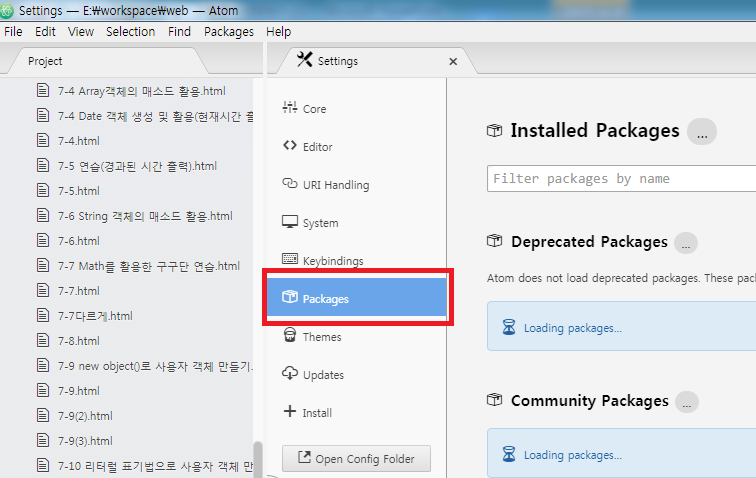 Settings — E:₩workspace₩web — Atom
File Edit View Selection Find Packages Help
Project
7-4 Array객체의 매소드 활용.html
7-4 Date 객체 생성 및 활용(현재시간 출
7-4.html
7-5 연습(경과된 시간 출력).html
7-5.html
7-6 String 객체의 매소드 활용.html
7-6.html
7-7 Math를 활용한 구구단 연습.html
7-7.html
7-7다르게.html
7-8.html
7-9 new object()로 사용자 객체 만들기.
7-9.html
7-9(2).html
7-9(3).html
7-10 리터럴 표기법으로 사용자 객체 만
Settings
Core
Editor
URI Handling
System
Keybindings
Packages
Themes
Updates
Install
Open Config Folder
Installed Packages ...
Filter packages by name
Deprecated Packages ...
Atom does not load deprecated packages. These pac
Loading packages...
Community Packages ...
Loading packages...